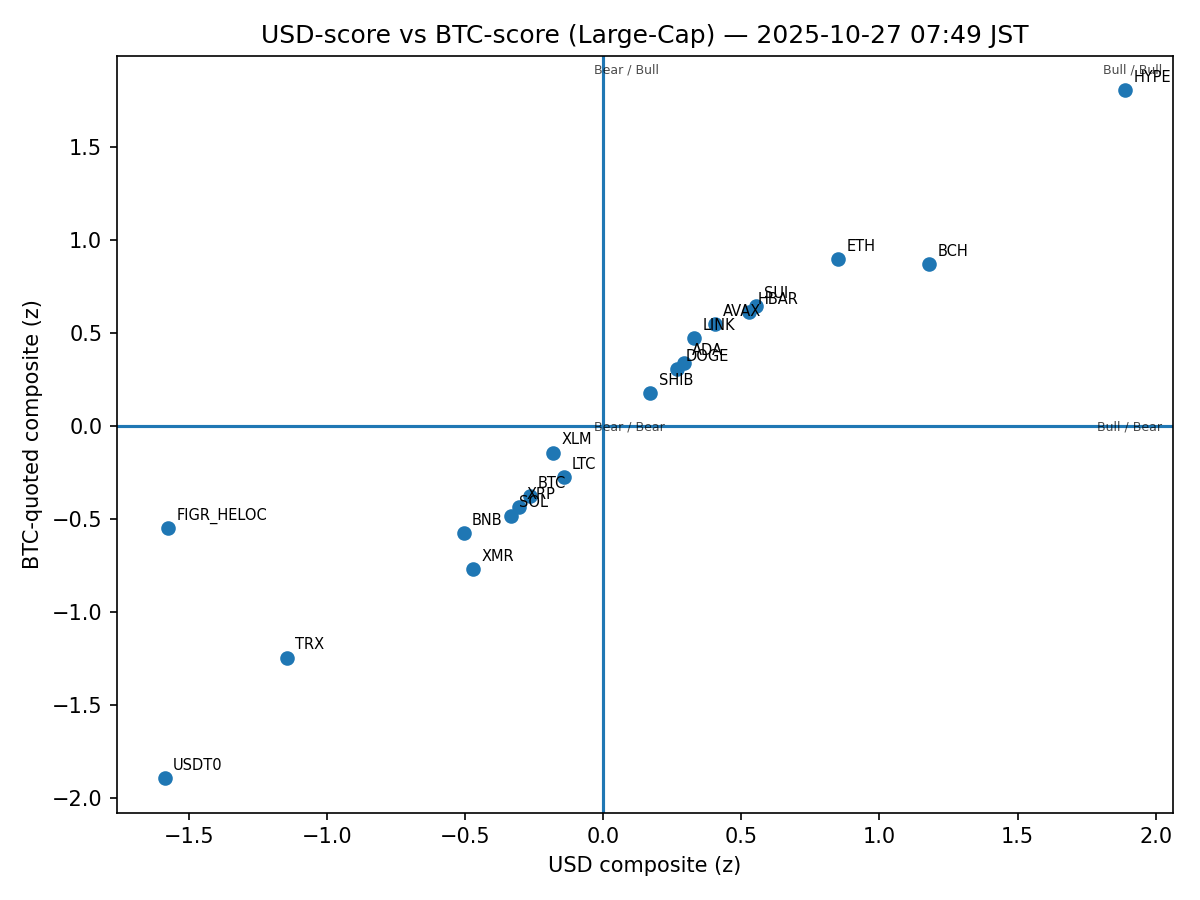 USD-score vs BTC-score (Large-Cap) — 2025-10-27 07:49 JST
Bear / Bull
Bull / Bull
HYPE
ETH
BCH
SUI
HBAR
AVAX
LINK
ADA
DOGE
SHIB
Bear / Bear
Bull / Bear
XLM
LTC
BTC
XRP
SOL
BNB
FIGR_HELOC
XMR
TRX
USDT0
1.5
1.0
0.5
0.0
−0.5
−1.0
−1.5
−2.0
BTC-quoted composite (z)
−1.5
−1.0
−0.5
0.0
0.5
1.0
1.5
2.0
USD composite (z)